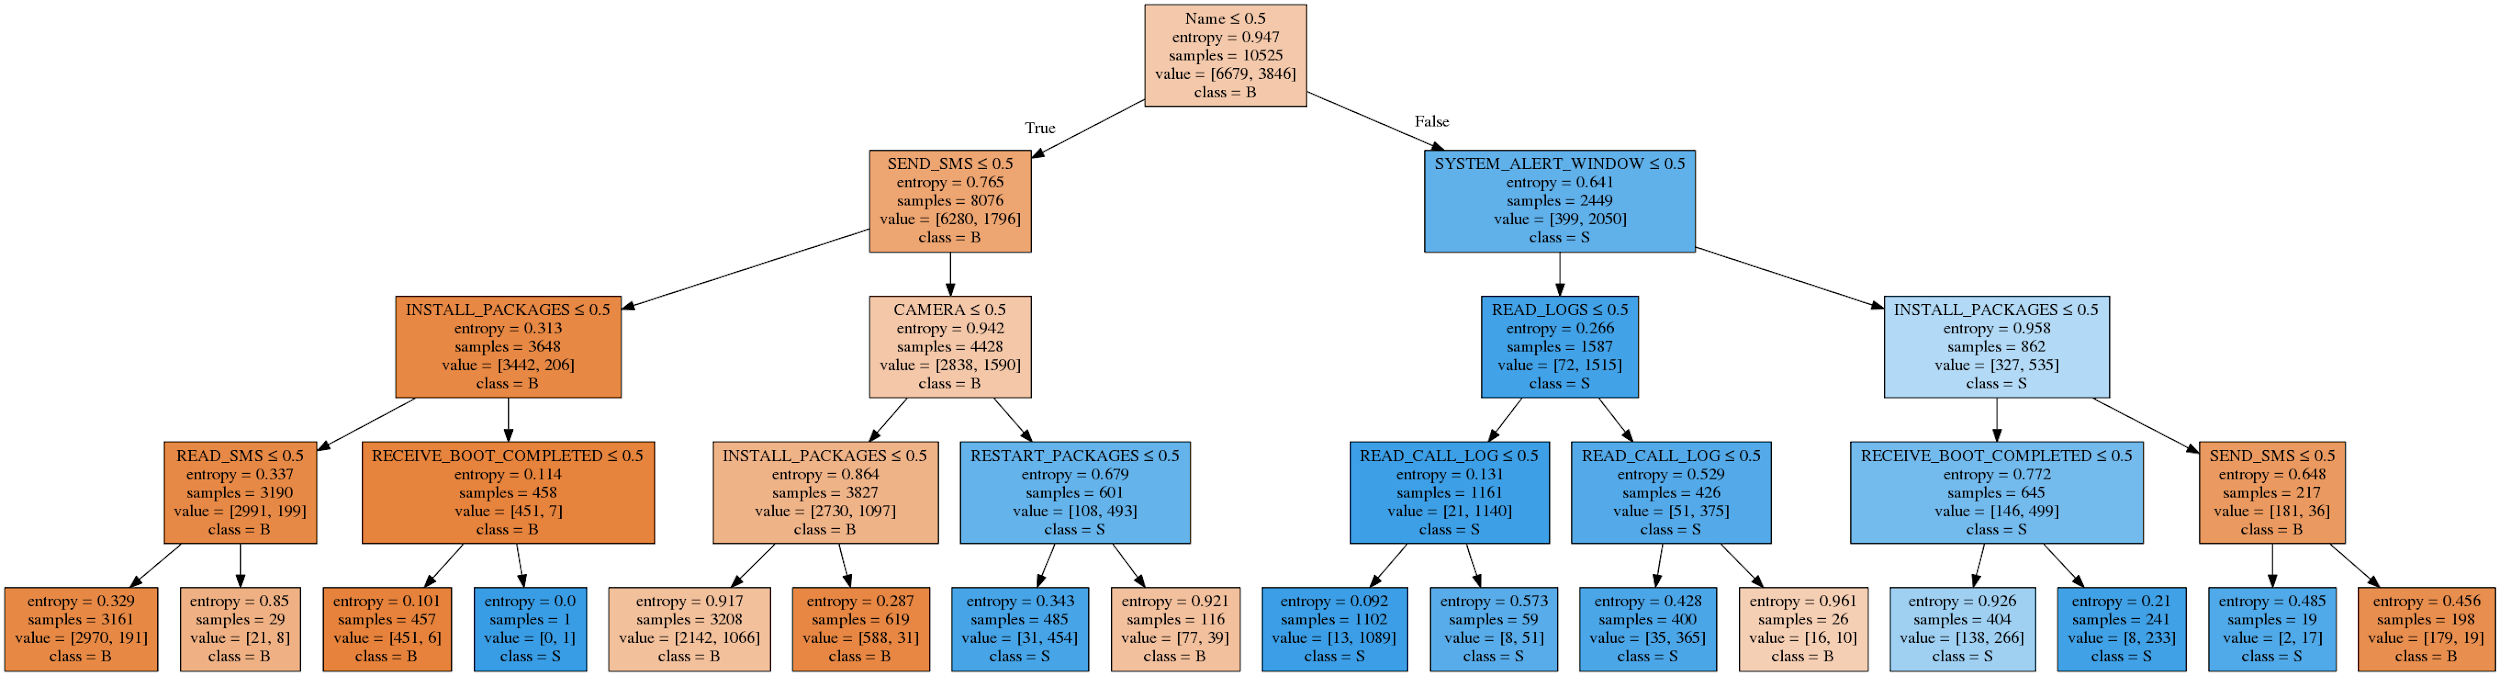 Name ≤ 0.5
entropy = 0.947
samples = 10525
value = [6679, 3846]
class = B
True
False
SEND_SMS ≤ 0.5
entropy = 0.765
samples = 8076
value = [6280, 1796]
class = B
SYSTEM_ALERT_WINDOW ≤ 0.5
entropy = 0.641
samples = 2449
value = [399, 2050]
class = S
INSTALL_PACKAGES ≤ 0.5
entropy = 0.313
samples = 3648
value = [3442, 206]
class = B
CAMERA ≤ 0.5
entropy = 0.942
samples = 4428
value = [2838, 1590]
class = B
READ_LOGS ≤ 0.5
entropy = 0.266
samples = 1587
value = [72, 1515]
class = S
INSTALL_PACKAGES ≤ 0.5
entropy = 0.958
samples = 862
value = [327, 535]
class = S
READ_SMS ≤ 0.5
entropy = 0.337
samples = 3190
value = [2991, 199]
class = B
RECEIVE_BOOT_COMPLETED ≤ 0.5
entropy = 0.114
samples = 458
value = [451, 7]
class = B
INSTALL_PACKAGES ≤ 0.5
entropy = 0.864
samples = 3827
value = [2730, 1097]
class = B
RESTART_PACKAGES ≤ 0.5
entropy = 0.679
samples = 601
value = [108, 493]
class = S
READ_CALL_LOG ≤ 0.5
entropy = 0.131
samples = 1161
value = [21, 1140]
class = S
READ_CALL_LOG ≤ 0.5
entropy = 0.529
samples = 426
value = [51, 375]
class = S
RECEIVE_BOOT_COMPLETED ≤ 0.5
entropy = 0.772
samples = 645
value = [146, 499]
class = S
SEND_SMS ≤ 0.5
entropy = 0.648
samples = 217
value = [181, 36]
class = B
entropy = 0.329
samples = 3161
value = [2970, 191]
class = B
entropy = 0.85
samples = 29
value = [21, 8]
class = B
entropy = 0.101
samples = 457
value = [451, 6]
class = B
entropy = 0.0
samples = 1
value = [0, 1]
class = S
entropy = 0.917
samples = 3208
value = [2142, 1066]
class = B
entropy = 0.287
samples = 619
value = [588, 31]
class = B
entropy = 0.343
samples = 485
value = [31, 454]
class = S
entropy = 0.921
samples = 116
value = [77, 39]
class = B
entropy = 0.092
samples = 1102
value = [13, 1089]
class = S
entropy = 0.573
samples = 59
value = [8, 51]
class = S
entropy = 0.428
samples = 400
value = [35, 365]
class = S
entropy = 0.961
samples = 26
value = [16, 10]
class = B
entropy = 0.926
samples = 404
value = [138, 266]
class = S
entropy = 0.21
samples = 241
value = [8, 233]
class = S
entropy = 0.485
samples = 19
value = [2, 17]
class = S
entropy = 0.456
samples = 198
value = [179, 19]
class = B